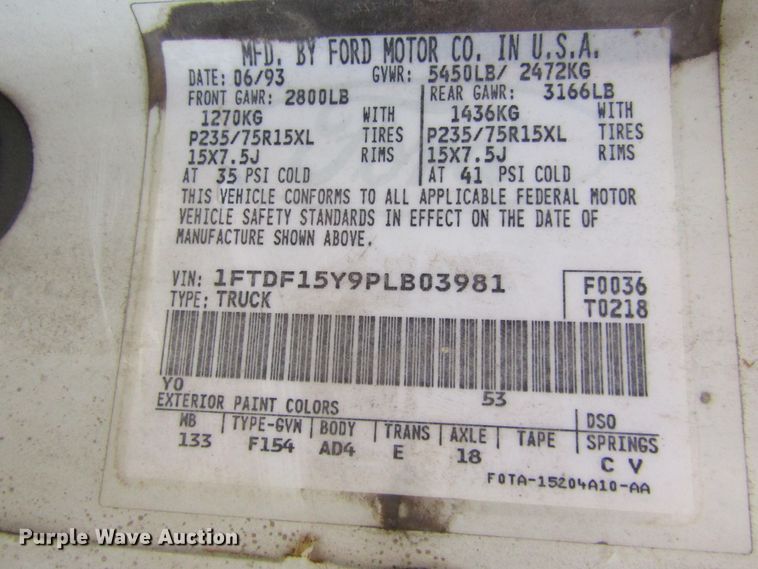 MFD. BY FORD MOTOR CO. IN U.S.A.
DATE: 06/93 GVWR: 5450LB/ 2472KG
FRONT GAWR: 2800LB REAR GAWR: 3166LB
1270KG WITH 1436KG WITH
P235/75R15XL TIRES P235/75R15XL TIRES
15X7.5J RIMS 15X7.5J RIMS
AT 35 PSI COLD AT 41 PSI COLD
THIS VEHICLE CONFORMS TO ALL APPLICABLE FEDERAL MOTOR
VEHICLE SAFETY STANDARDS IN EFFECT ON THE DATE OF
MANUFACTURE SHOWN ABOVE.
VIN: 1FTDF15Y9PLB03981 F0036
TYPE: TRUCK T0218
YO 53
EXTERIOR PAINT COLORS DSO
WB TYPE-GVW BODY TRANS AXLE TAPE SPRINGS
133 F154 AD4 E 18 C V
F0TA-15204A10-AA
Purple Wave Auction